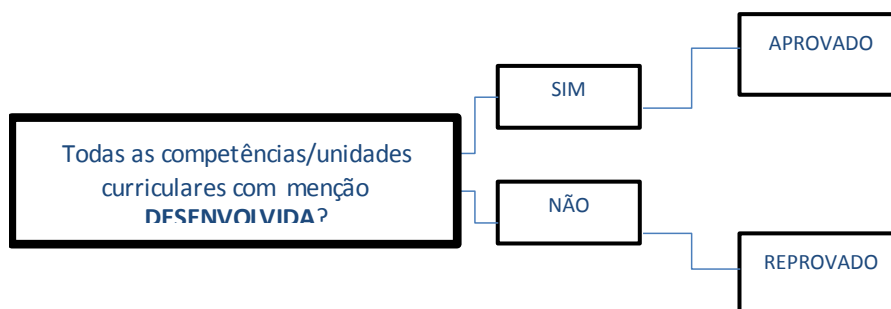 Todas as competências/unidades
curriculares com menção
DESENVOLVIDA?
SIM
APROVADO
NÃO
REPROVADO